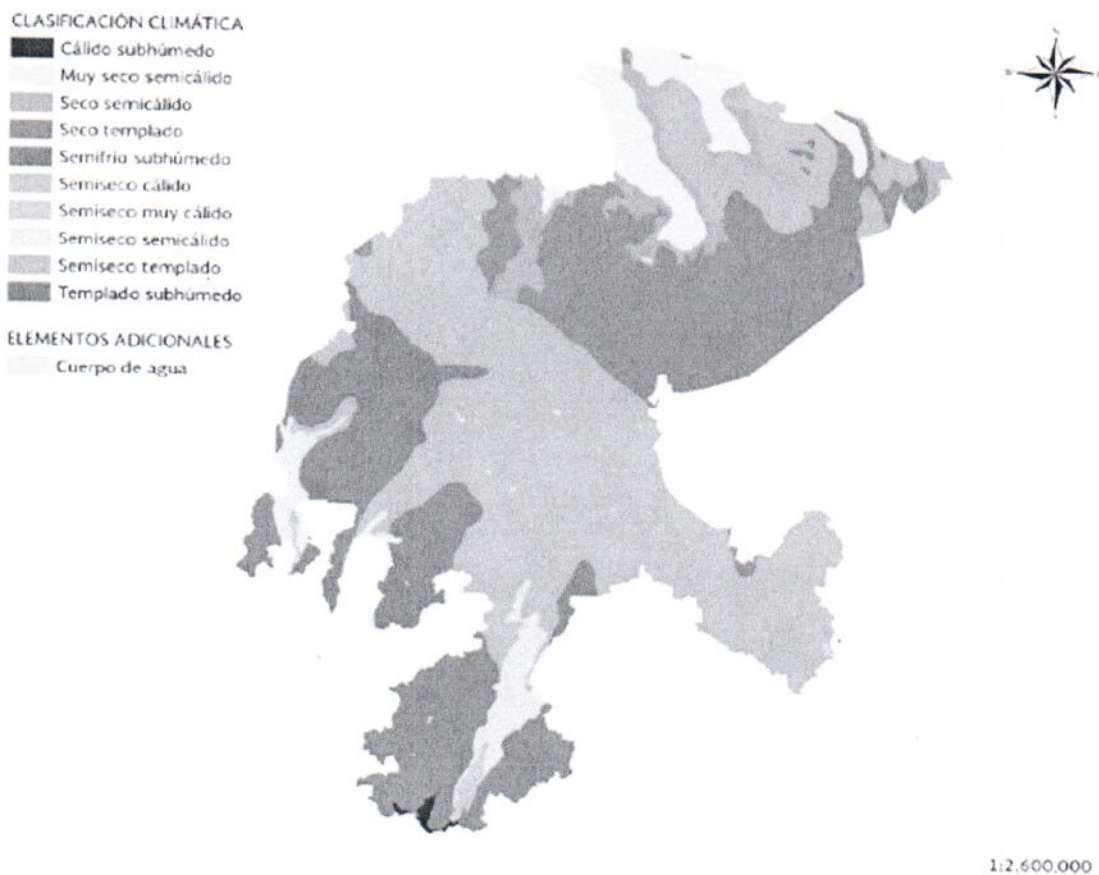 CLASIFICACIÓN CLIMÁTICA
Cálido subhúmedo
Muy seco semicálido
Seco semicálido
Seco templado
Semifrío subhúmedo
Semiseco cálido
Semiseco muy cálido
Semiseco semicálido
Semiseco templado
Templado subhúmedo
ELEMENTOS ADICIONALES
Cuerpo de agua
1:2,600,000